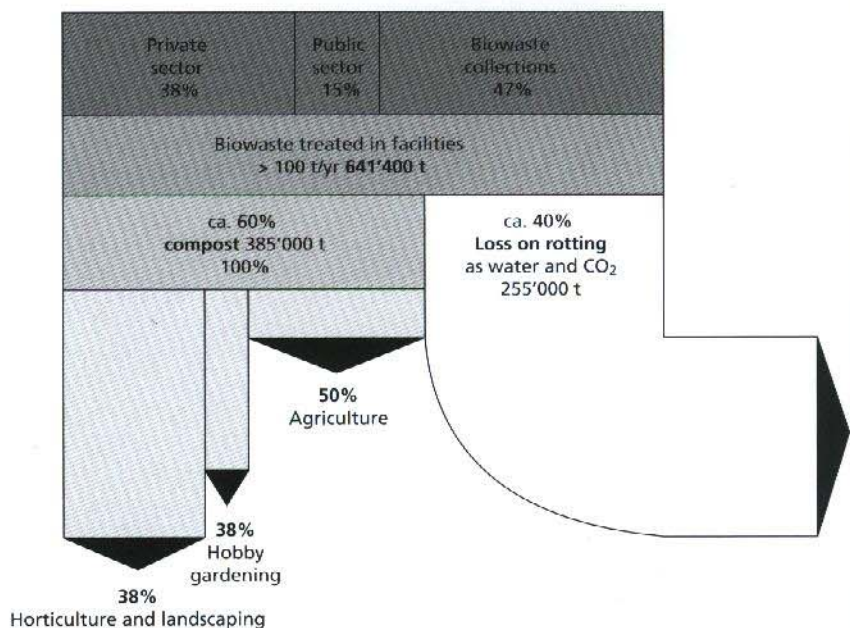 Private
sector
38%
Public
sector
15%
Biowaste
collections
47%
Biowaste treated in facilities
> 100 t/yr 641'400 t
ca. 60%
compost 385'000 t
100%
ca. 40%
Loss on rotting
as water and CO₂
255'000 t
50%
Agriculture
38%
Hobby
gardening
38%
Horticulture and landscaping